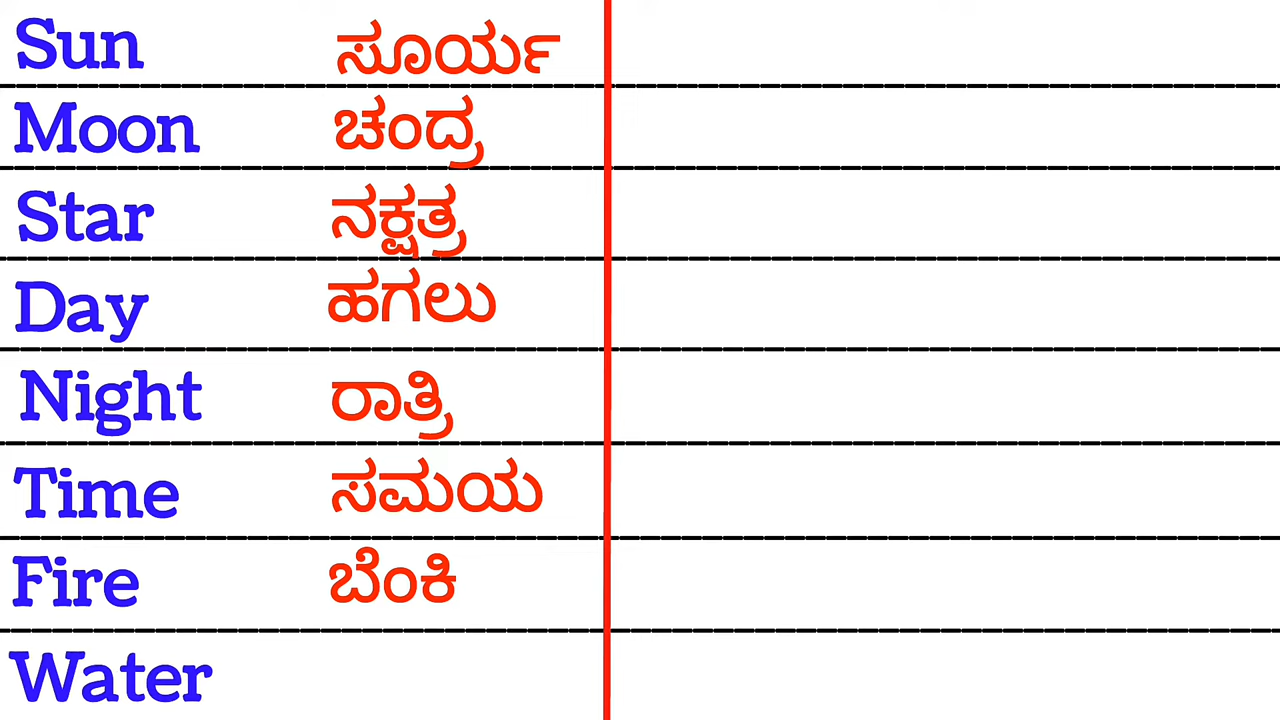 Sun ಸೂರ್ಯ
Moon ಚಂದ್ರ
Star ನಕ್ಷತ್ರ
Day ಹಗಲು
Night ರಾತ್ರಿ
Time ಸಮಯ
Fire ಬೆಂಕಿ
Water